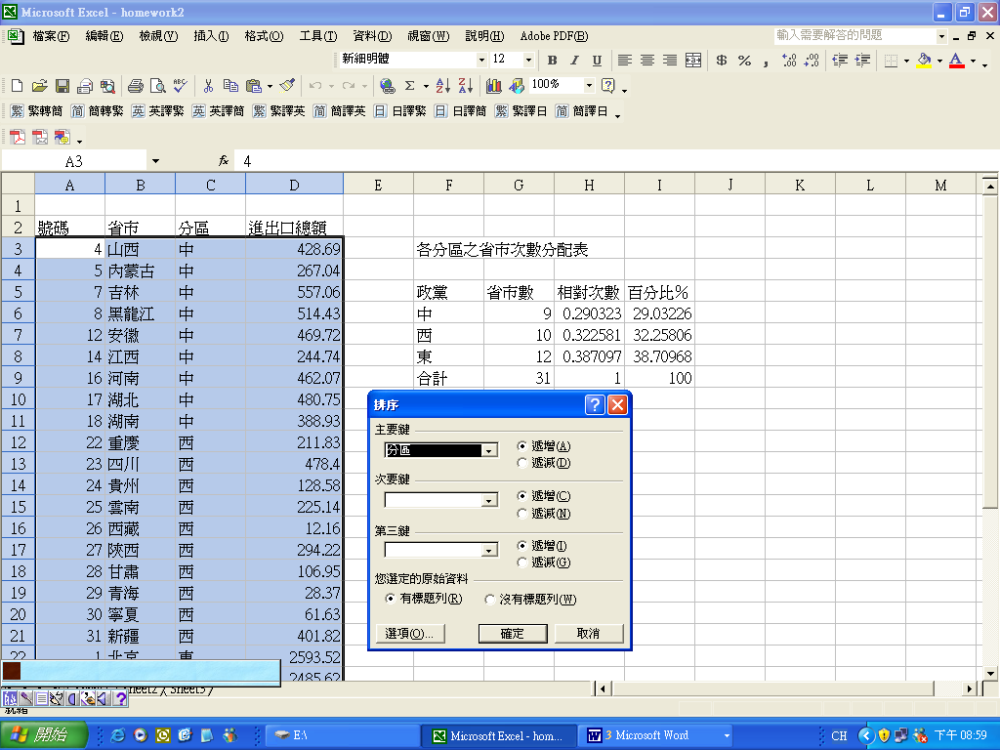 Microsoft Excel - homework2
檔案(F) 編輯(E) 檢視(V) 插入(I) 格式(O) 工具(T) 資料(D) 視窗(W) 說明(H) Adobe PDF(B) 輸入需要解答的問題
新細明體 12 B I U $ % ,
100%
繁 繁轉簡 简 簡轉繁 英 英譯繁 英 英譯簡 繁 繁譯英 简 簡譯英 日 日譯繁 日 日譯簡 繁 繁譯日 简 簡譯日
A3 fx 4
A B C D E F G H I J K L M
1
2 號碼 省市 分區 進出口總額
3 4 山西 中 428.69 各分區之省市次數分配表
4 5 內蒙古 中 267.04
5 7 吉林 中 557.06 政黨 省市數 相對次數 百分比%
6 8 黑龍江 中 514.43 中 9 0.290323 29.03226
7 12 安徽 中 469.72 西 10 0.322581 32.25806
8 14 江西 中 244.74 東 12 0.387097 38.70968
9 16 河南 中 462.07 合計 31 1 100
10 17 湖北 中 480.75
11 18 湖南 中 388.93
12 22 重慶 西 211.83
13 23 四川 西 478.4
14 24 貴州 西 128.58
15 25 雲南 西 225.14
16 26 西藏 西 12.16
17 27 陝西 西 294.22
18 28 甘肅 西 106.95
19 29 青海 西 28.37
20 30 寧夏 西 61.63
21 31 新疆 西 401.82
22 1 北京 東 2593.52
2485.62
排序
主要鍵
分區 遞增(A)
遞減(D)
次要鍵
遞增(C)
遞減(N)
第三鍵
遞增(I)
遞減(G)
您選定的原始資料
有標題列(R) 沒有標題列(W)
選項(O)... 確定 取消
Sheet2 Sheet3
就緒
開始 E:\ Microsoft Excel - hom... 3 Microsoft Word CH 下午 08:59